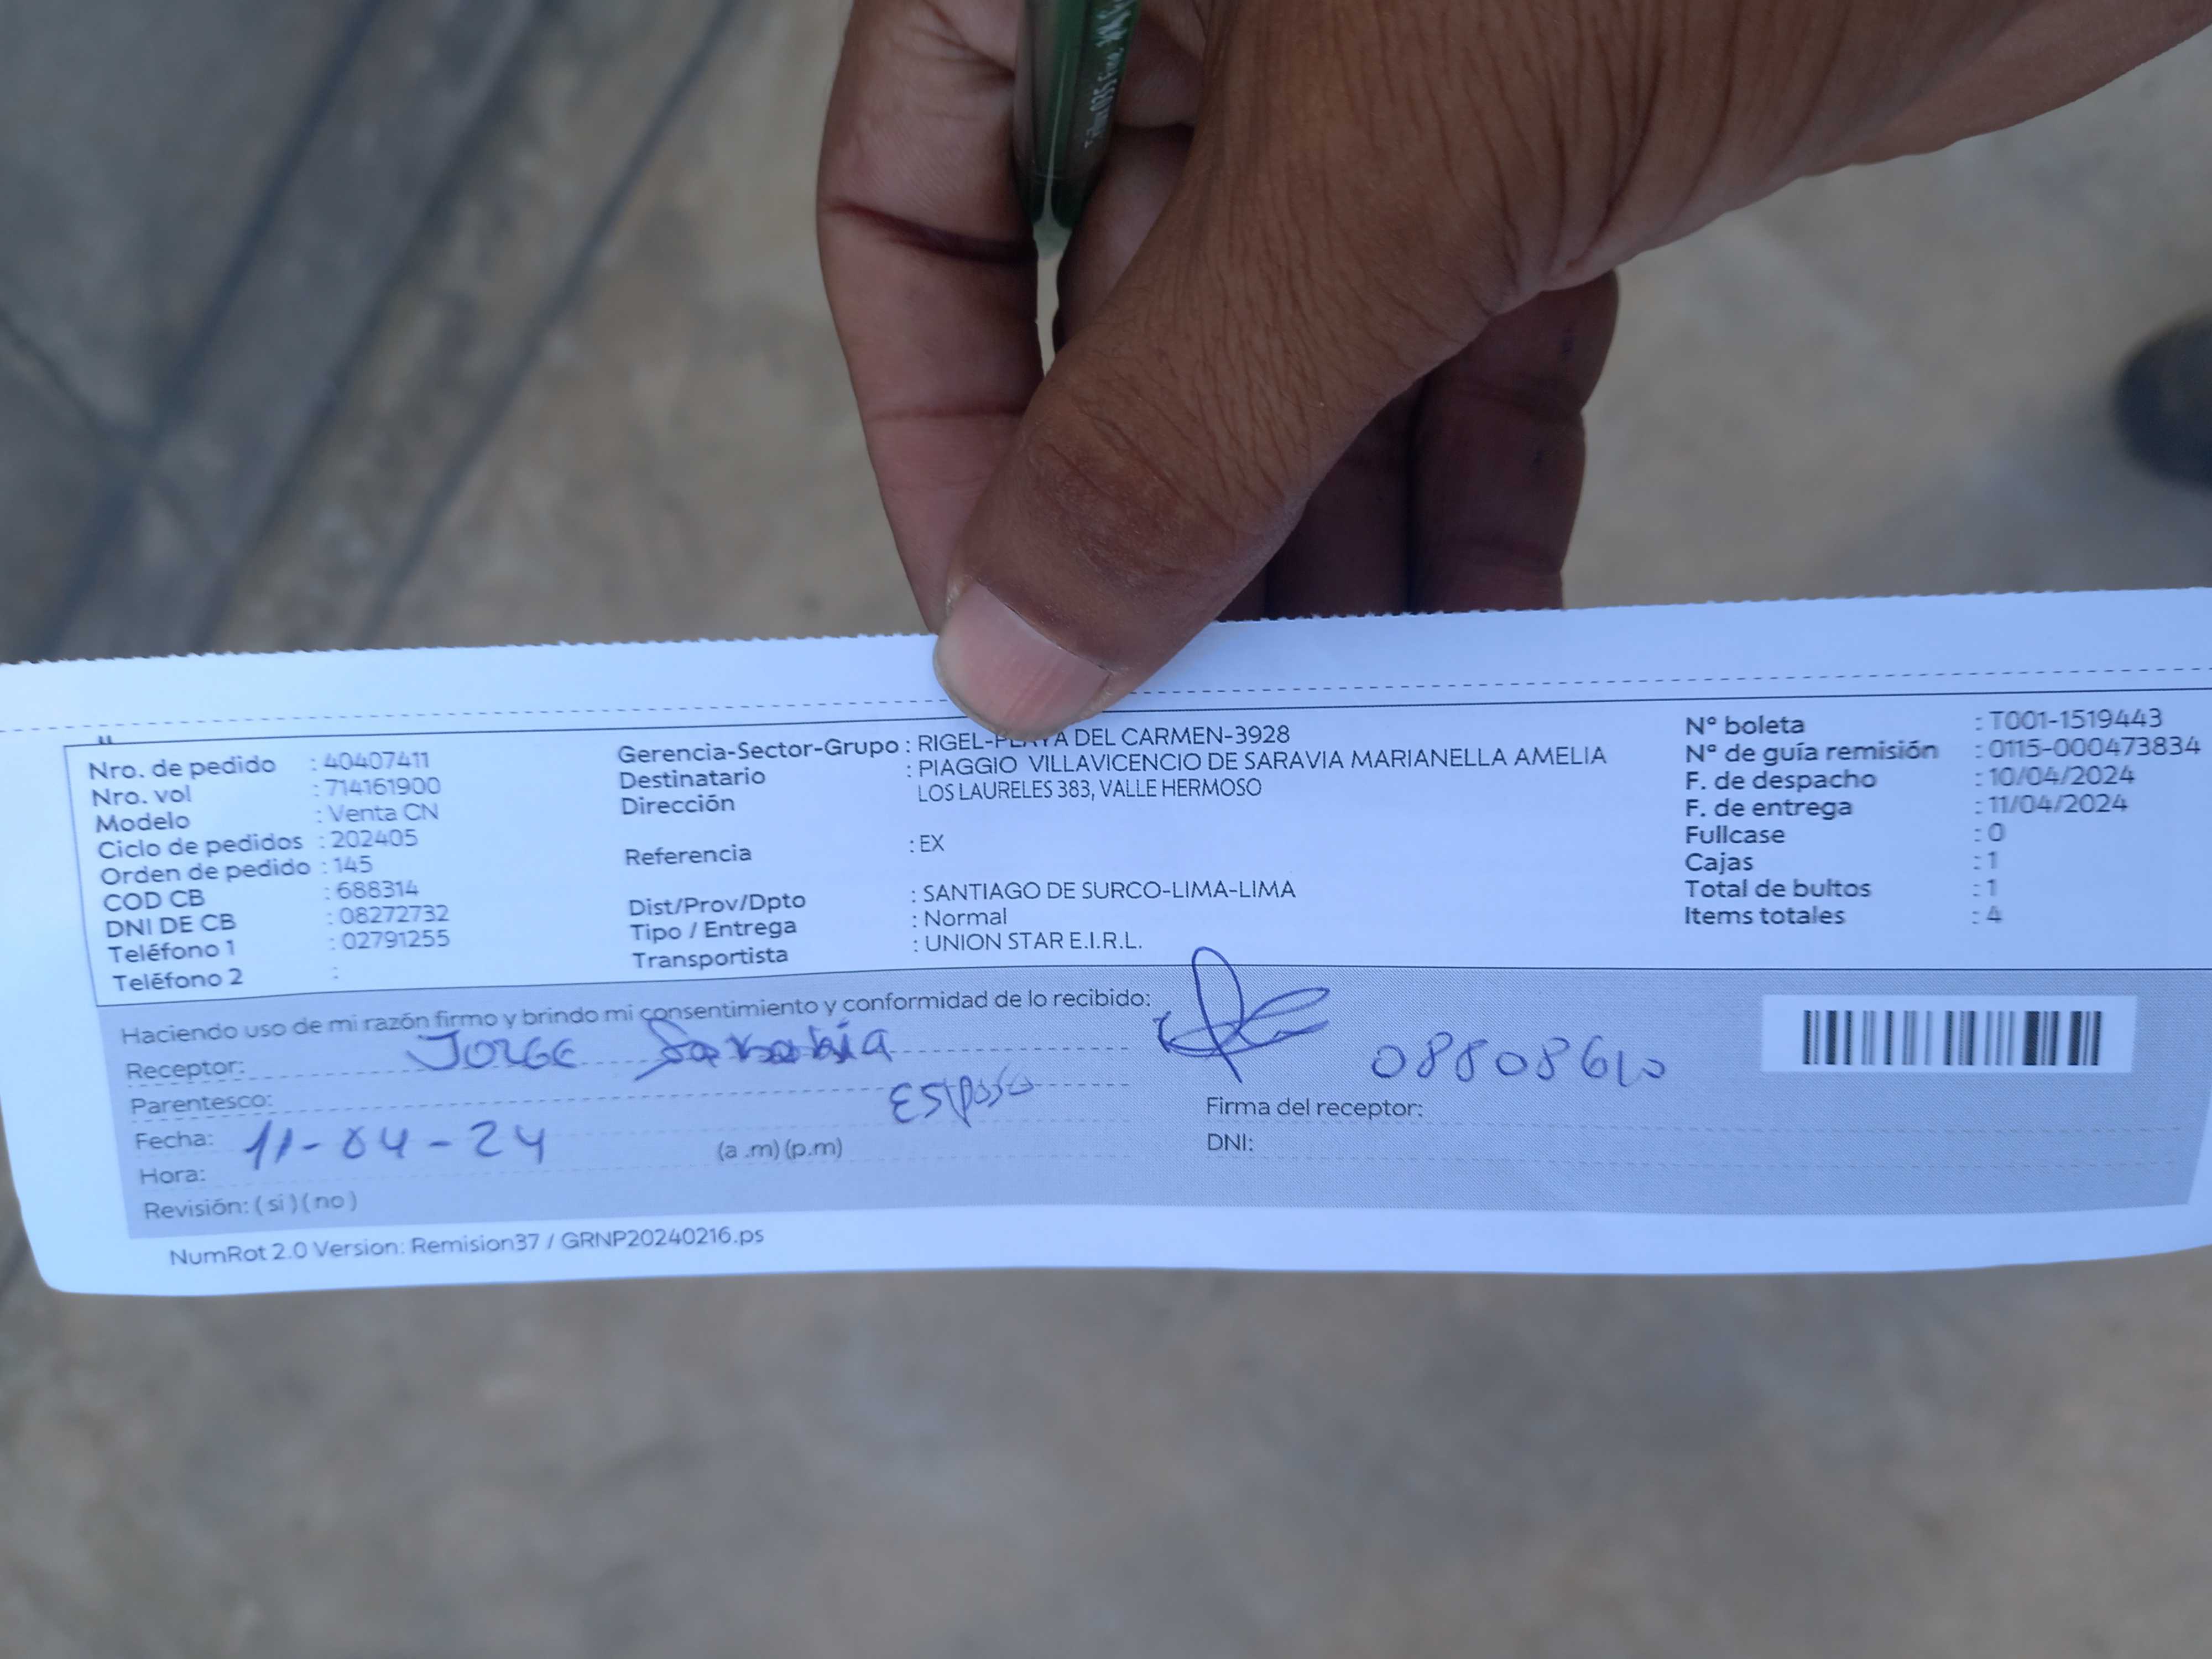 Nro. de pedido : 40407411
Nro. vol : 714161900
Modelo : Venta CN
Ciclo de pedidos : 202405
Orden de pedido : 145
COD CB : 688314
DNI DE CB : 08272732
Teléfono 1 : 02791255
Teléfono 2 :
Gerencia-Sector-Grupo : RIGEL-PLAYA DEL CARMEN-3928
Destinatario : PIAGGIO VILLAVICENCIO DE SARAVIA MARIANELLA AMELIA
Dirección LOS LAURELES 383, VALLE HERMOSO
Referencia : EX
Dist/Prov/Dpto : SANTIAGO DE SURCO-LIMA-LIMA
Tipo / Entrega : Normal
Transportista : UNION STAR E.I.R.L.
N° boleta : T001-1519443
N° de guía remisión : 0115-000473834
F. de despacho : 10/04/2024
F. de entrega : 11/04/2024
Fullcase : 0
Cajas : 1
Total de bultos : 1
Items totales : 4
Haciendo uso de mi razón firmo y brindo mi consentimiento y conformidad de lo recibido:
Receptor: JORGE
Parentesco: Esposo
Fecha: 11-04-24
Hora: (a .m) (p.m)
Revisión: ( si ) ( no )
Firma del receptor:
DNI:
NumRot 2.0 Version: Remision37 / GRNP20240216.ps